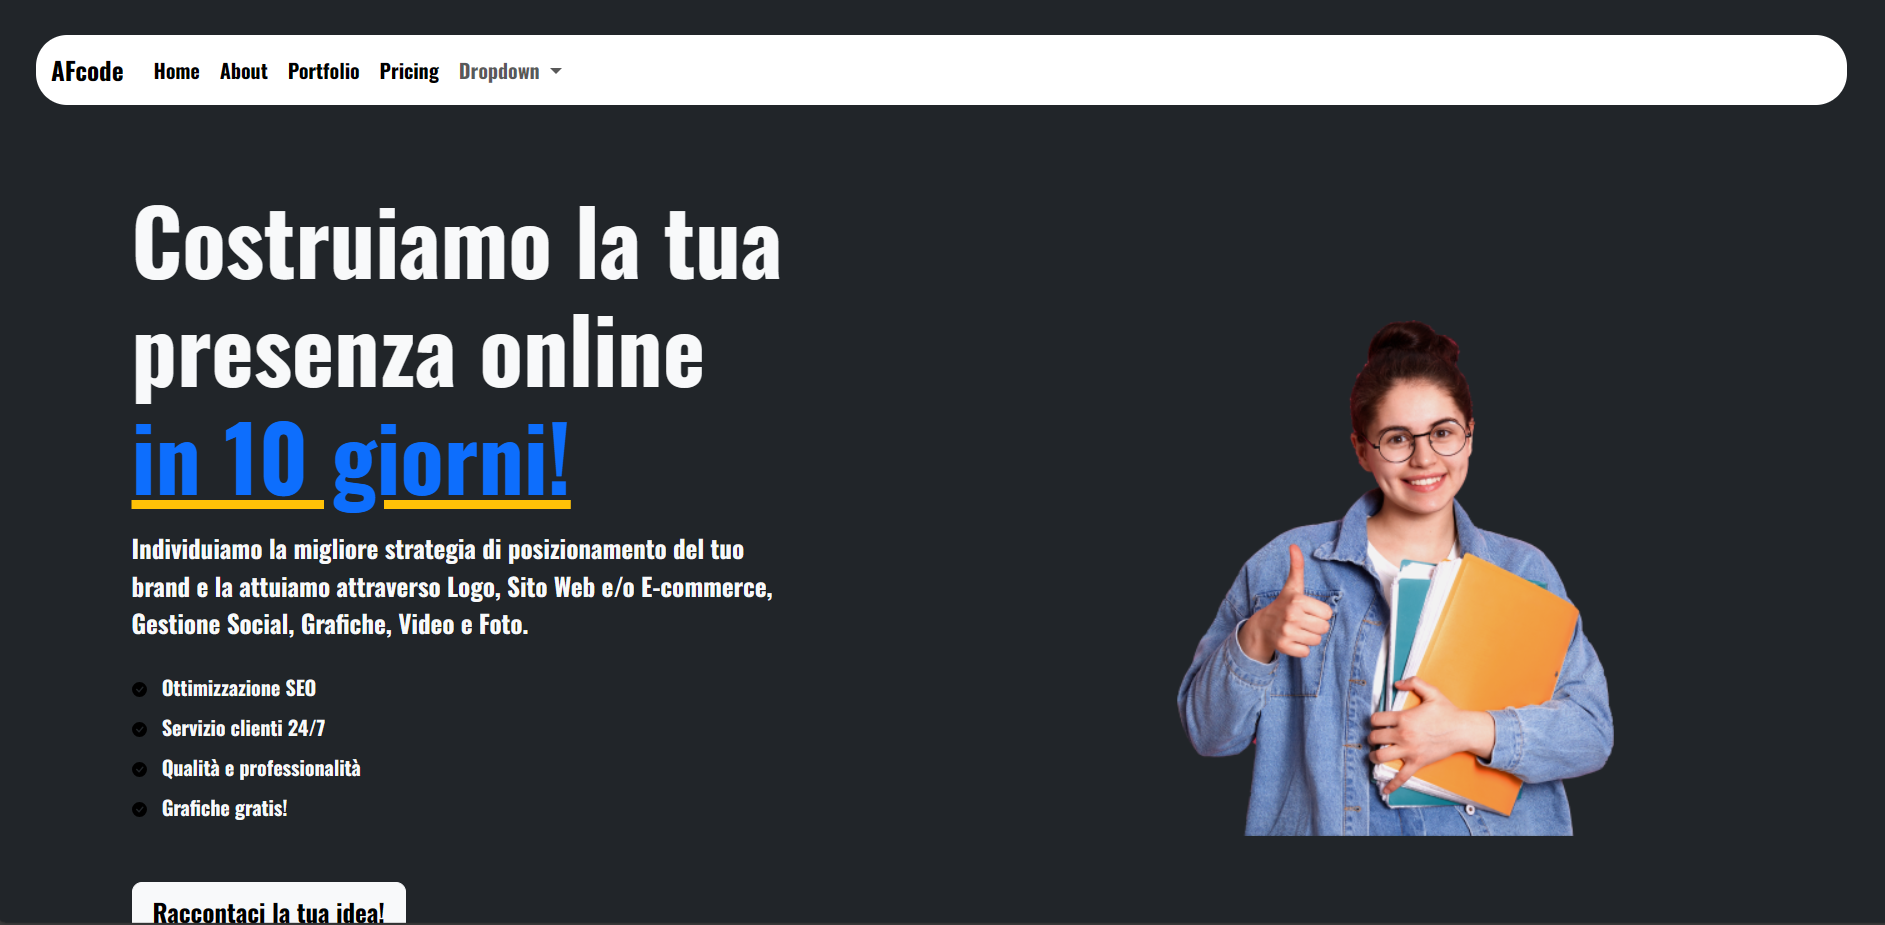 AFcode Home About Portfolio Pricing Dropdown
Costruiamo la tua
presenza online
in 10 giorni!
Individuiamo la migliore strategia di posizionamento del tuo
brand e la attuiamo attraverso Logo, Sito Web e/o E-commerce,
Gestione Social, Grafiche, Video e Foto.
Ottimizzazione SEO
Servizio clienti 24/7
Qualità e professionalità
Grafiche gratis!
Raccontaci la tua idea!